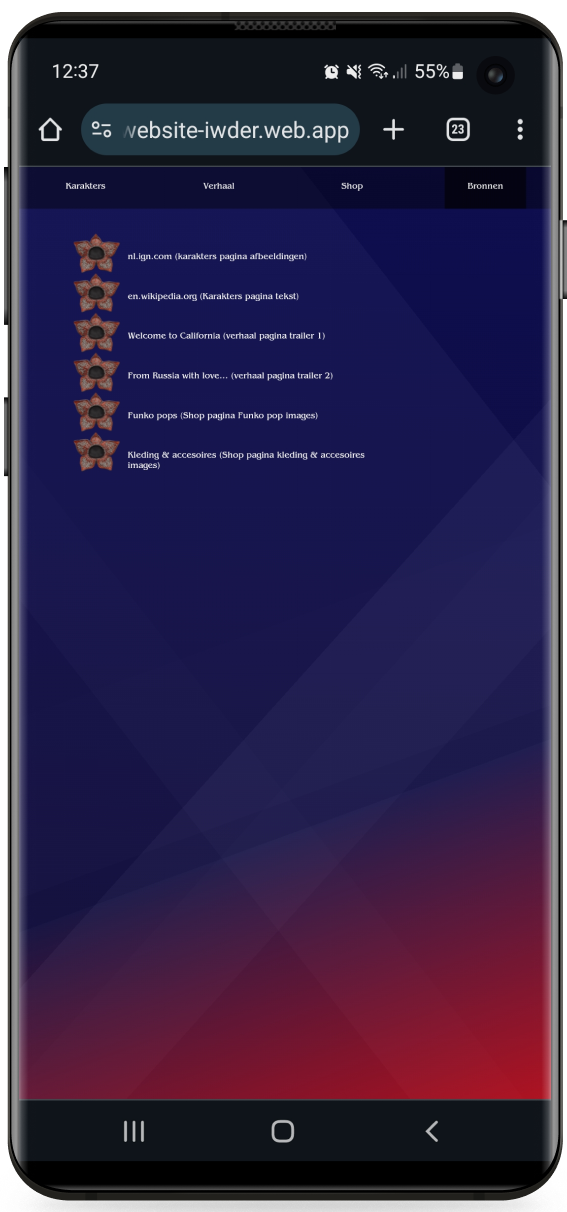 12:37
55%
website-iwder.web.app
23
Karakters
Verhaal
Shop
Bronnen
nl.ign.com (karakters pagina afbeeldingen)
en.wikipedia.org (Karakters pagina tekst)
Welcome to California (verhaal pagina trailer 1)
From Russia with love... (verhaal pagina trailer 2)
Funko pops (Shop pagina Funko pop images)
Kleding & accesoires (Shop pagina kleding & accesoires
images)